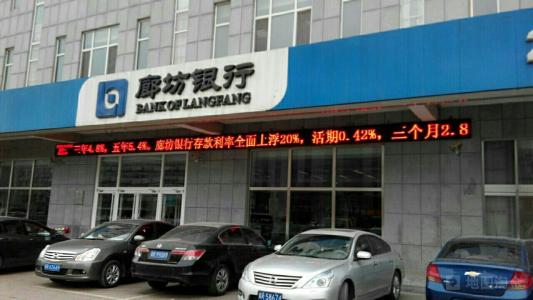 廊坊银行
BANK OF LANGFANG
三年4.8%，五年5.4%。廊坊银行存款利率全面上浮20%，活期0.42%，三个月2.8